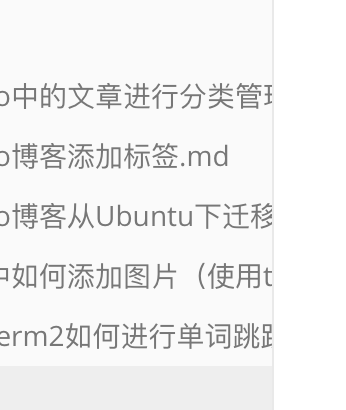 o中的文章进行分类管理
o博客添加标签.md
o博客从Ubuntu下迁移
中如何添加图片（使用t
erm2如何进行单词跳跃